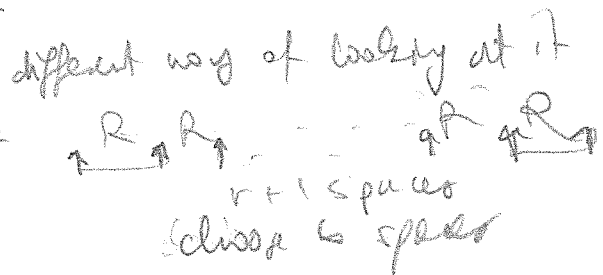 different way of looking at it
R R . . . . . R R
r + 1 spaces
choose b spaces